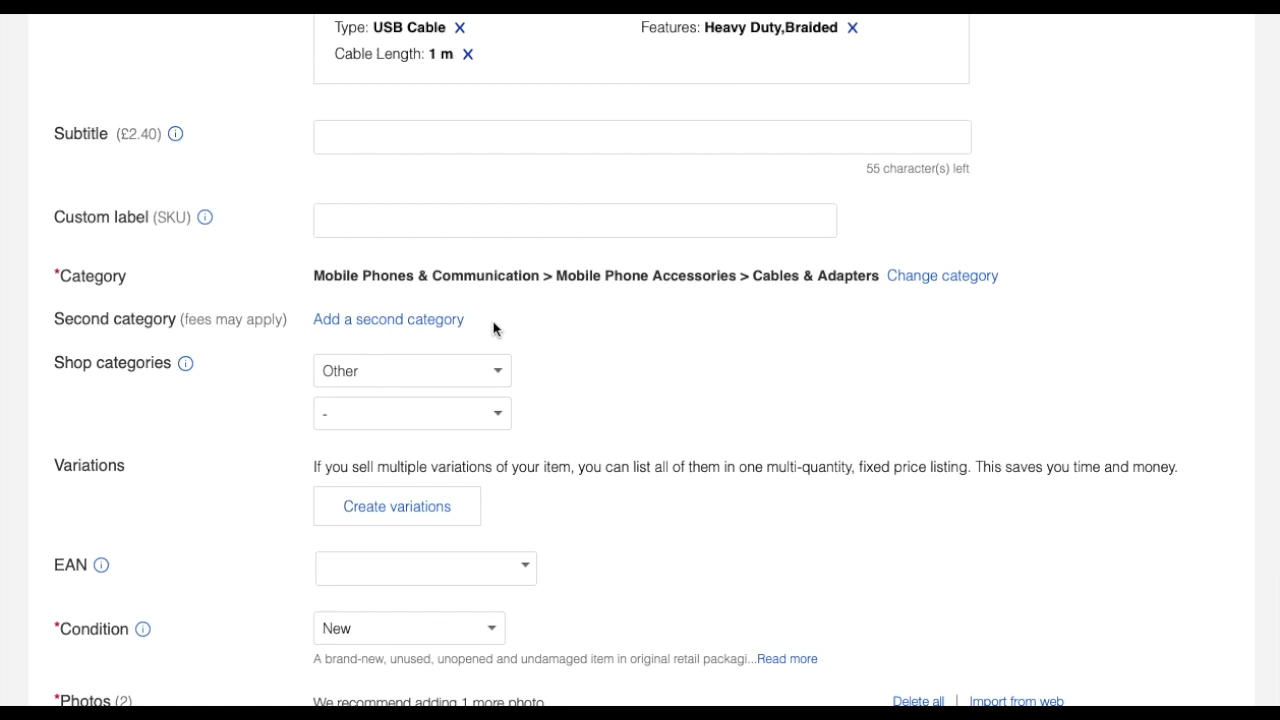 Type: USB Cable X Features: Heavy Duty,Braided X
Cable Length: 1 m X
Subtitle (£2.40)
55 character(s) left
Custom label (SKU)
*Category Mobile Phones & Communication > Mobile Phone Accessories > Cables & Adapters Change category
Second category (fees may apply) Add a second category
Shop categories Other
-
Variations If you sell multiple variations of your item, you can list all of them in one multi-quantity, fixed price listing. This saves you time and money.
Create variations
EAN
*Condition New
A brand-new, unused, unopened and undamaged item in original retail packagi...Read more
*Photos (2) We recommend adding 1 more photo Delete all | Import from web